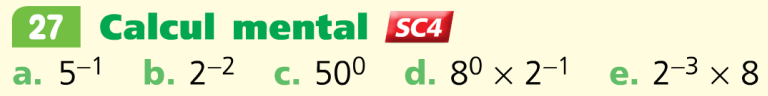 27 Calcul mental SC4
a. 5⁻¹ b. 2⁻² c. 50⁰ d. 8⁰ × 2⁻¹ e. 2⁻³ × 8